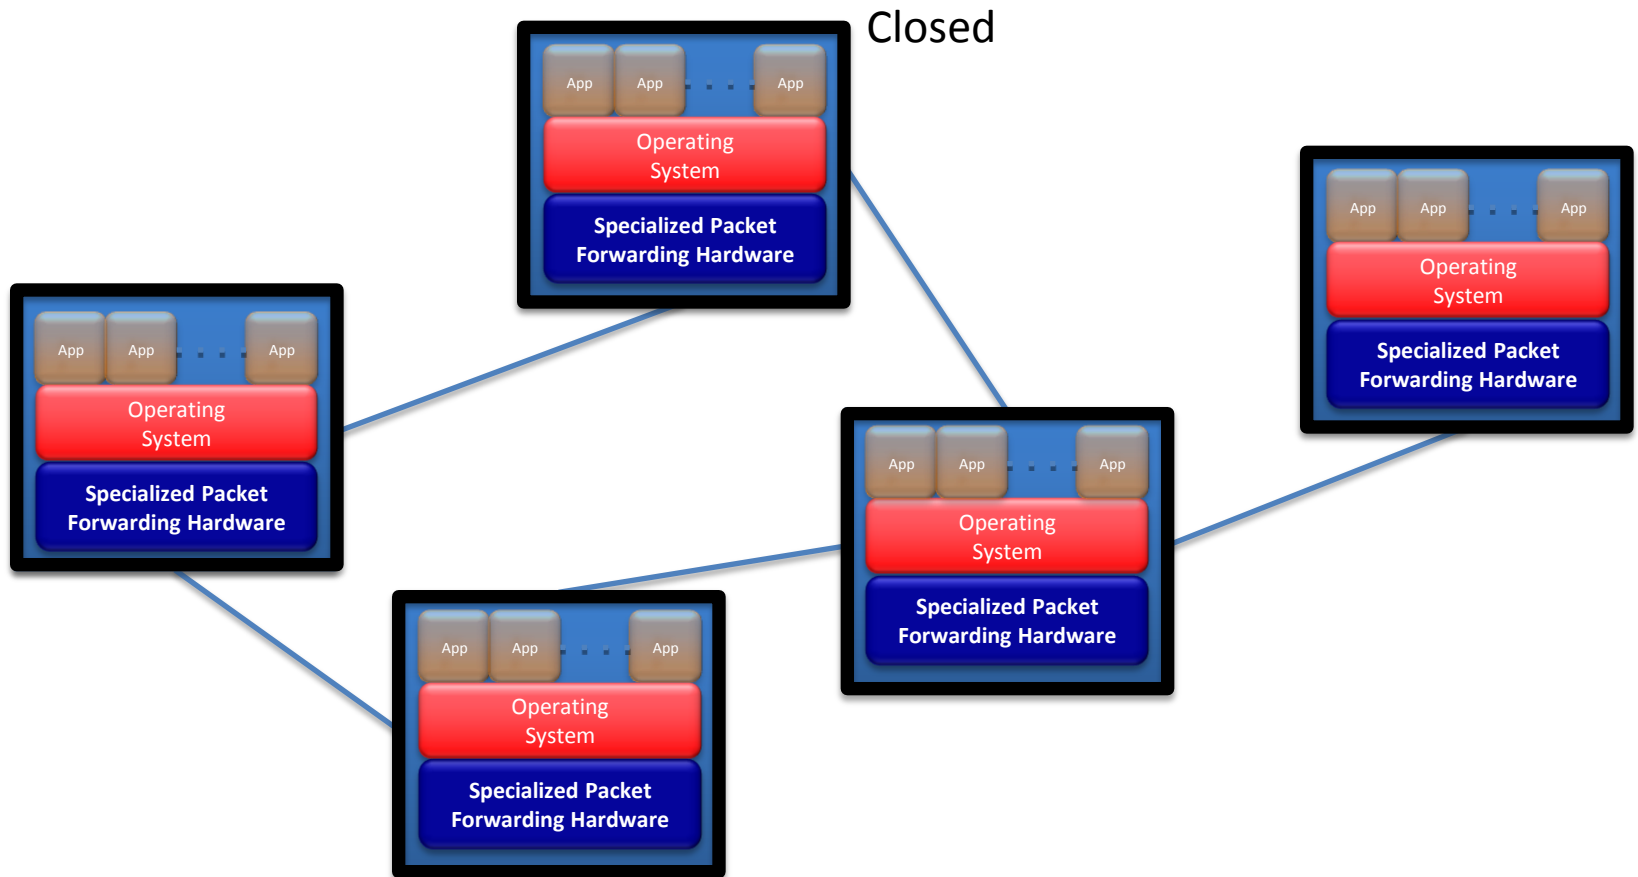 Closed
App App . . . . App
Operating
System
Specialized Packet
Forwarding Hardware
App App . . . . App
Operating
System
Specialized Packet
Forwarding Hardware
App App . . . . App
Operating
System
Specialized Packet
Forwarding Hardware
App App . . . . App
Operating
System
Specialized Packet
Forwarding Hardware
App App . . . . App
Operating
System
Specialized Packet
Forwarding Hardware